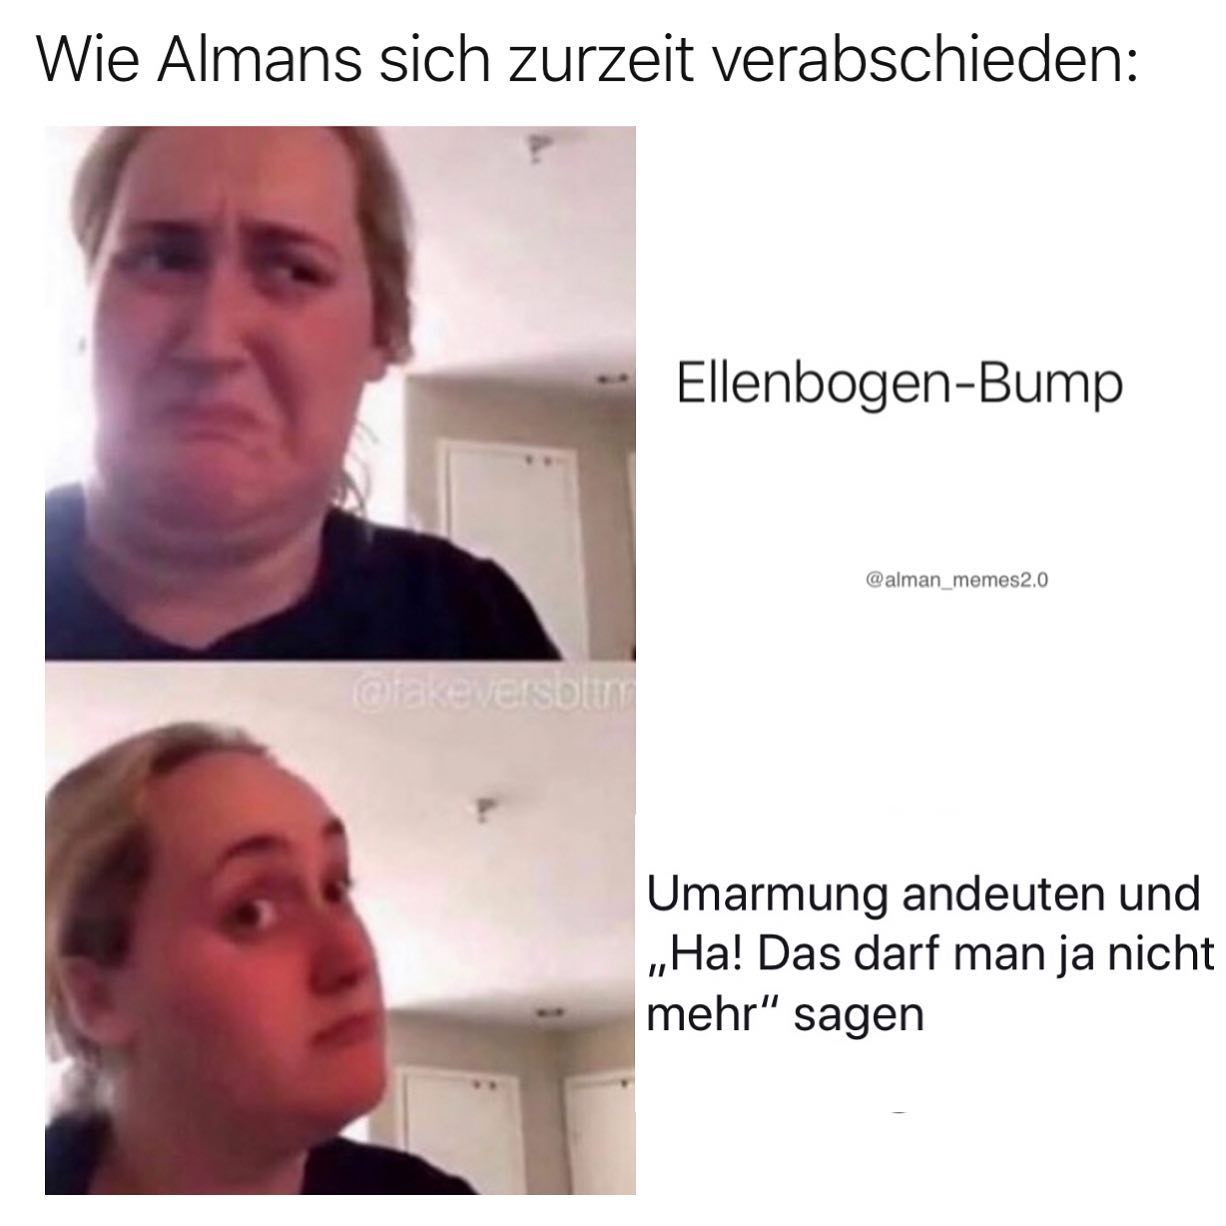 Wie Almans sich zurzeit verabschieden:
Ellenbogen-Bump
@alman_memes2.0
Umarmung andeuten und
„Ha! Das darf man ja nicht
mehr“ sagen